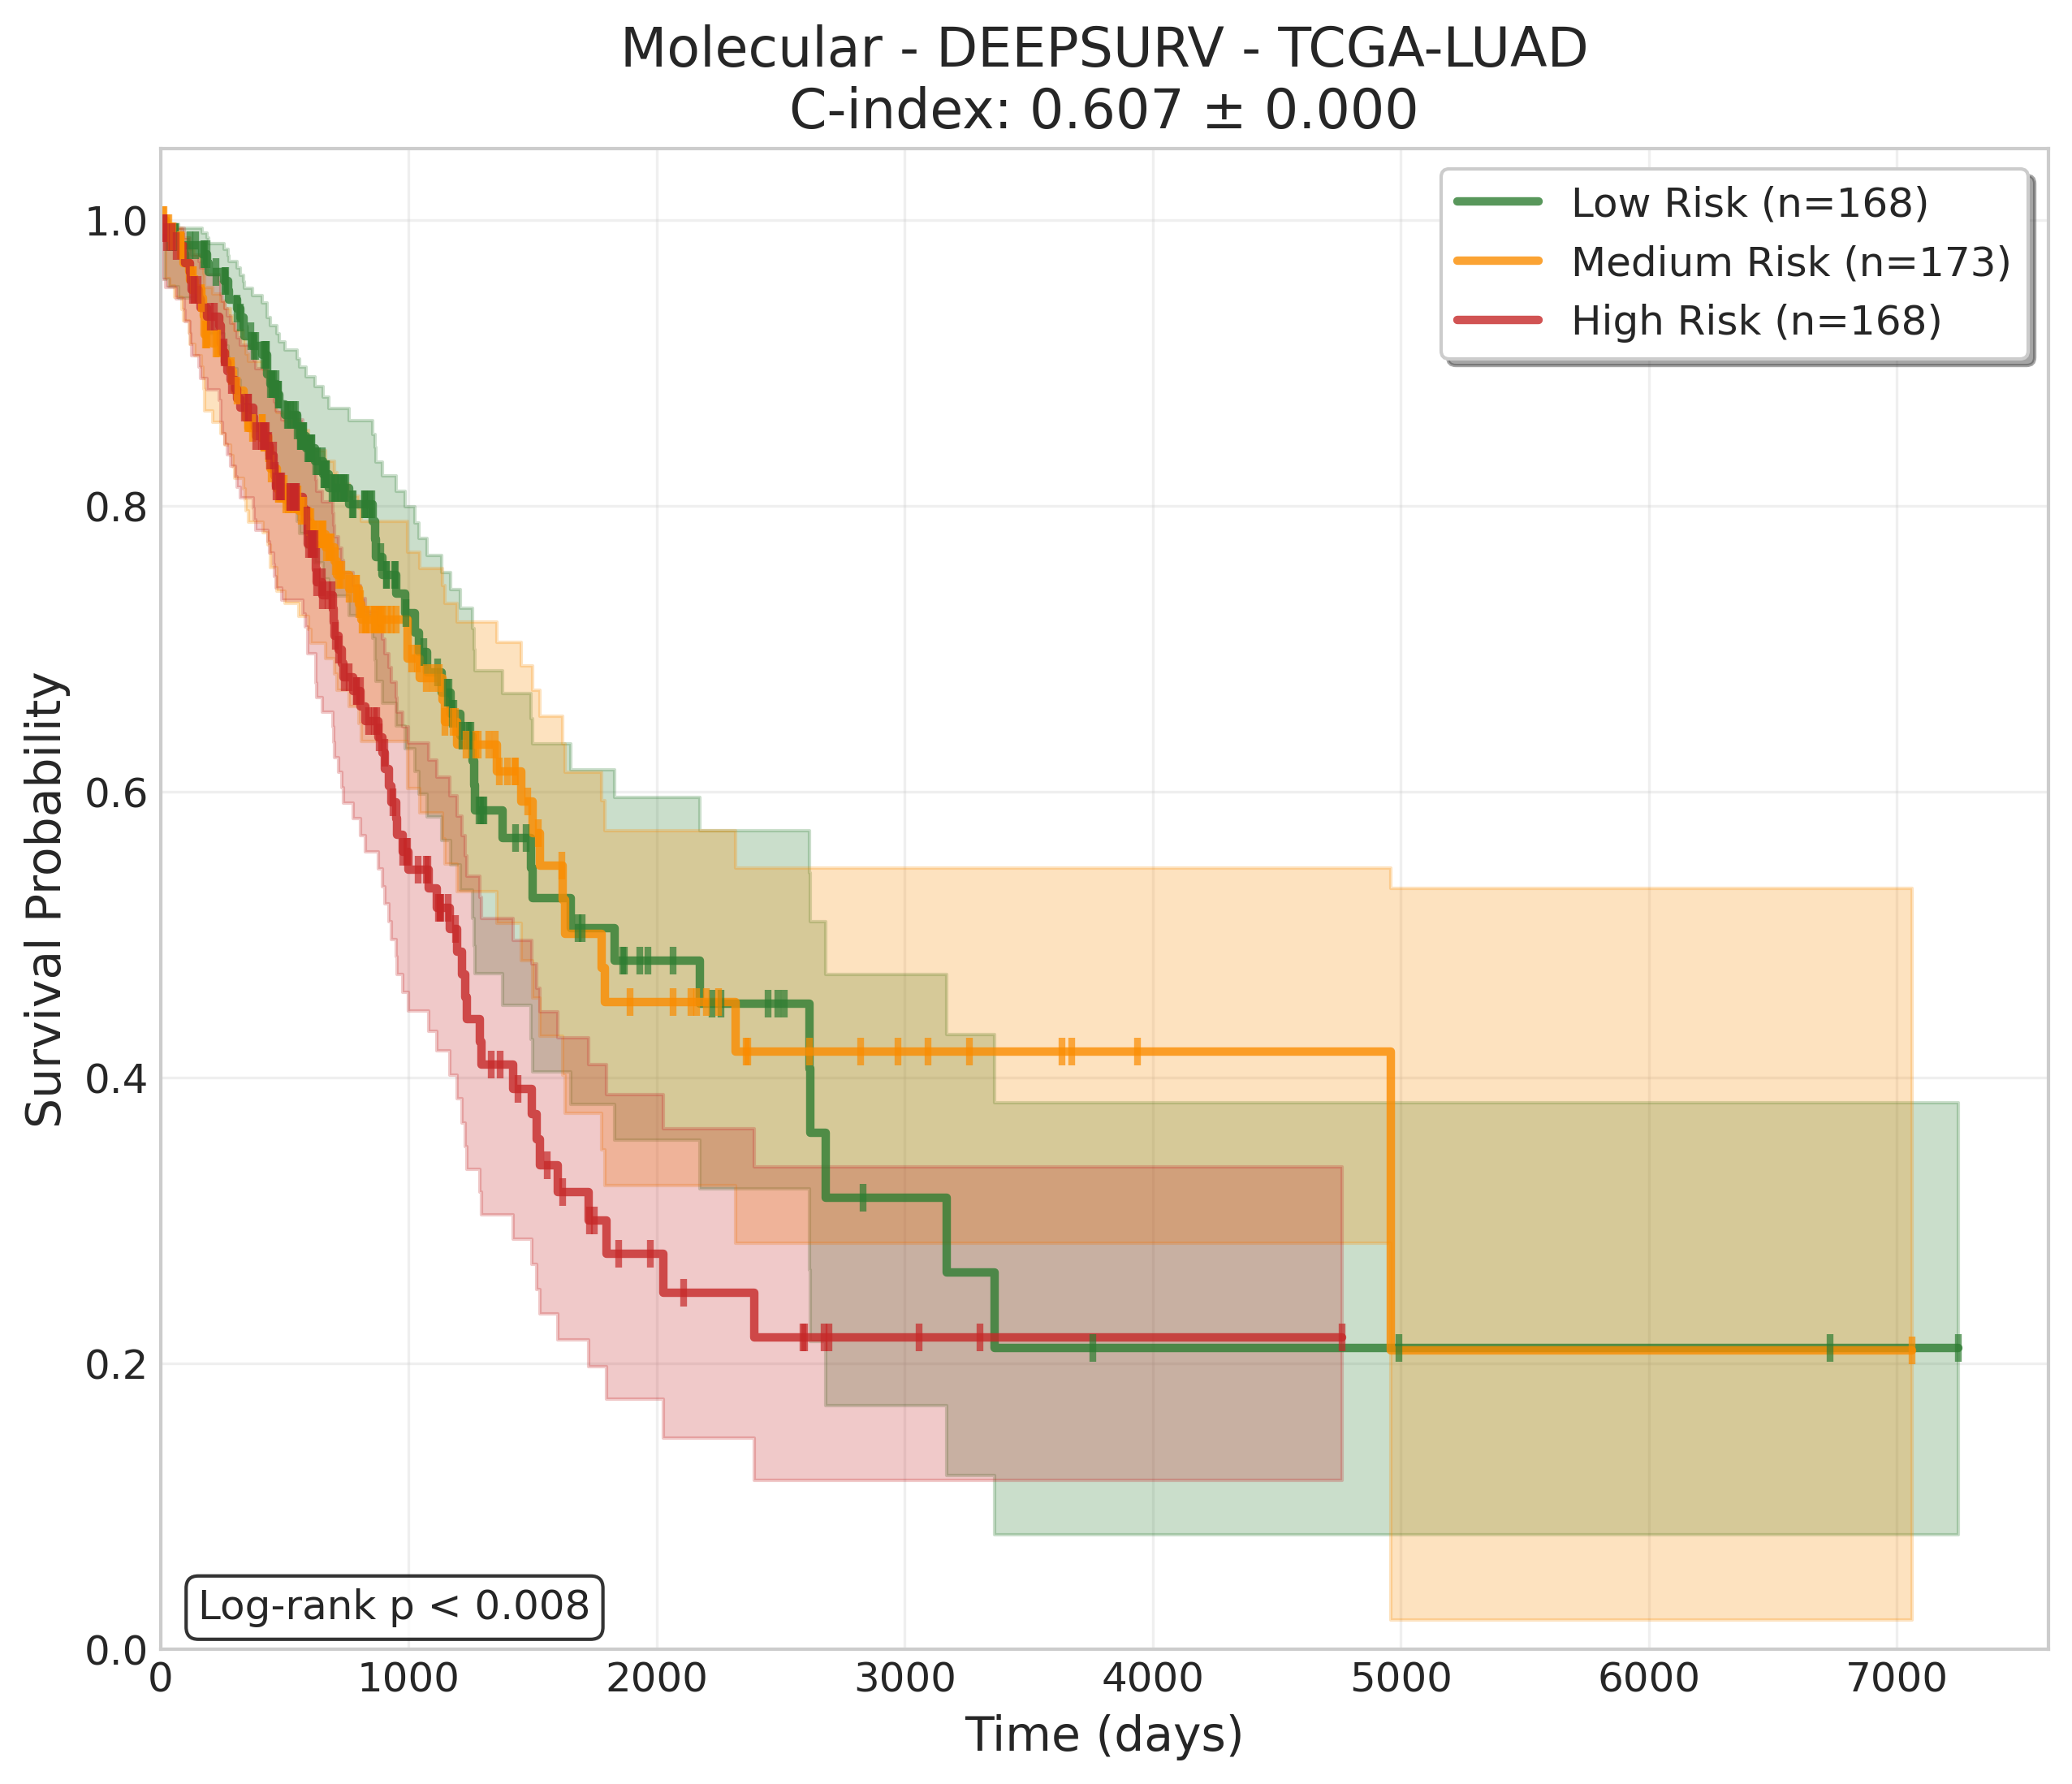 Molecular - DEEPSURV - TCGA-LUAD
C-index: 0.607 ± 0.000
Low Risk (n=168)
Medium Risk (n=173)
High Risk (n=168)
Survival Probability
1.0
0.8
0.6
0.4
0.2
0.0
Log-rank p < 0.008
0 1000 2000 3000 4000 5000 6000 7000
Time (days)